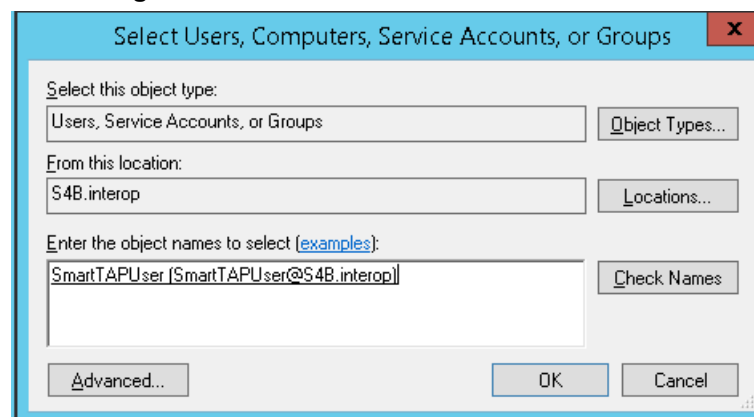 Select Users, Computers, Service Accounts, or Groups
x
Select this object type:
Users, Service Accounts, or Groups
Object Types...
From this location:
S4B.interop
Locations...
Enter the object names to select (examples):
SmartTAPUser (SmartTAPUser@S4B.interop)
Check Names
Advanced...
OK
Cancel